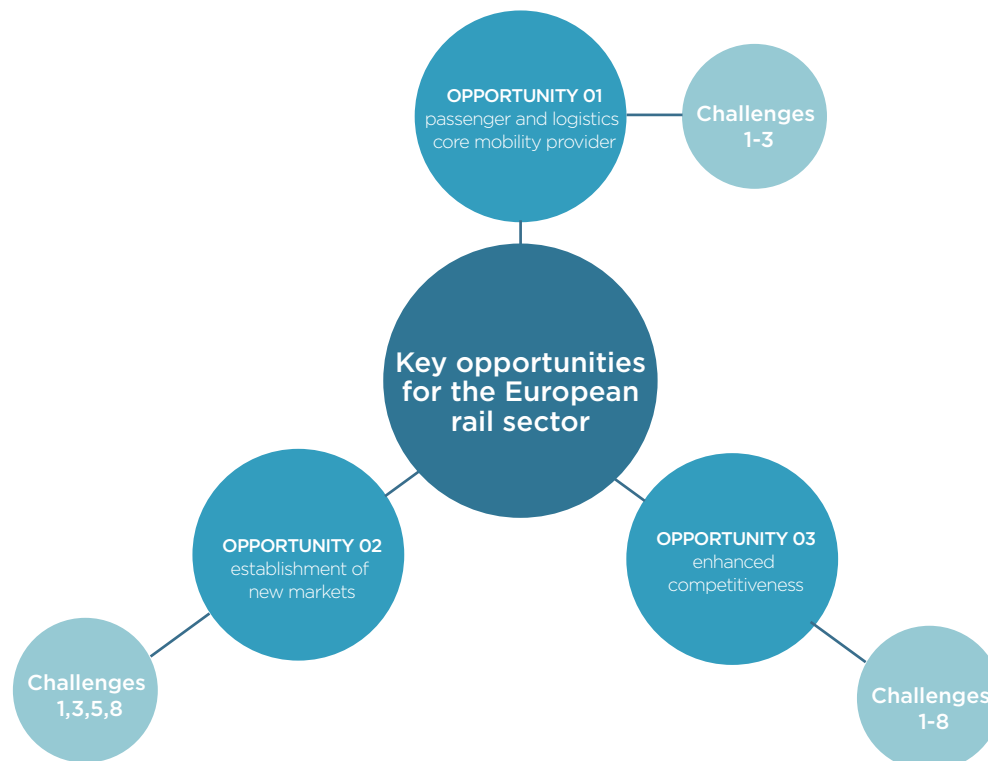 OPPORTUNITY 01
passenger and logistics
core mobility provider
Challenges
1-3
Key opportunities
for the European
rail sector
OPPORTUNITY 02
establishment of
new markets
OPPORTUNITY 03
enhanced
competitiveness
Challenges
1,3,5,8
Challenges
1-8